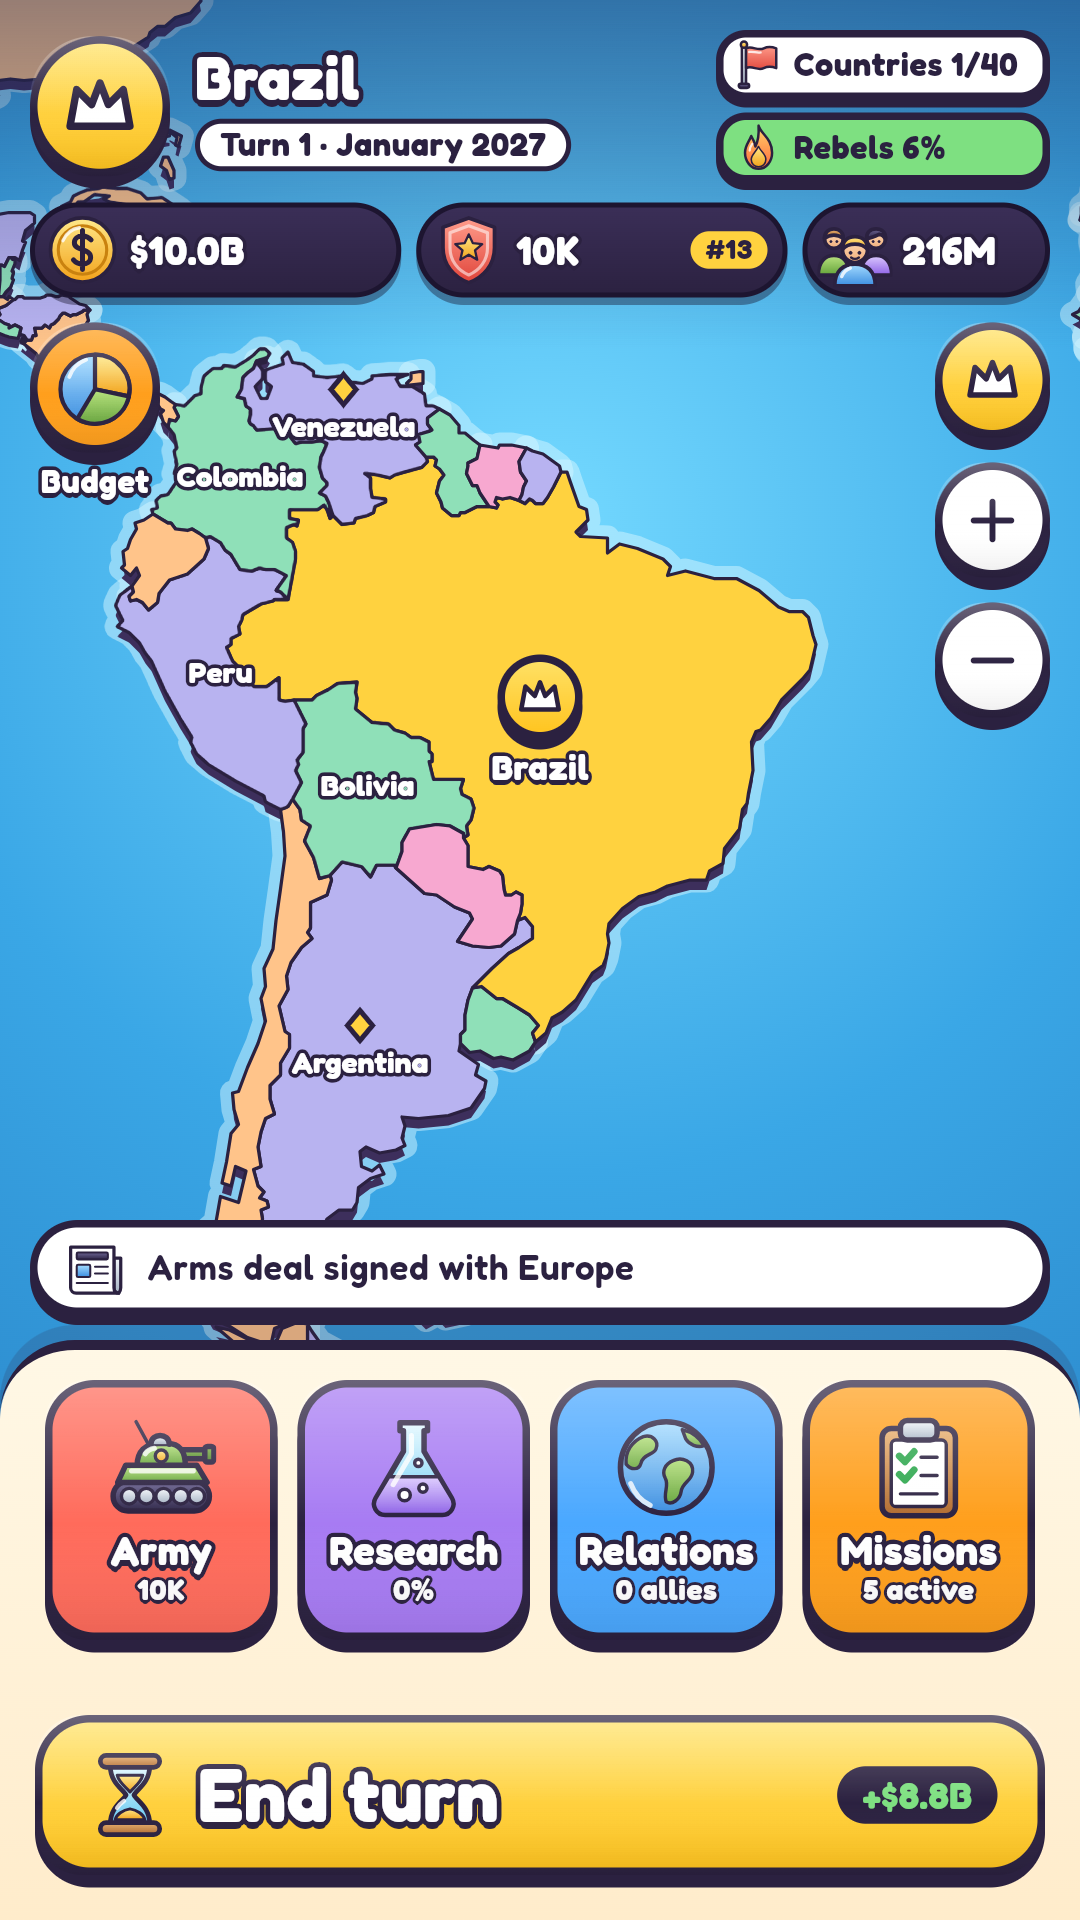 Brazil
Turn 1 · January 2027
Countries 1/40
Rebels 6%
$10.0B
10K
#13
216M
Budget
Venezuela
Colombia
Peru
Brazil
Bolivia
Argentina
Arms deal signed with Europe
Army
10K
Research
0%
Relations
0 allies
Missions
5 active
End turn
+$8.8B